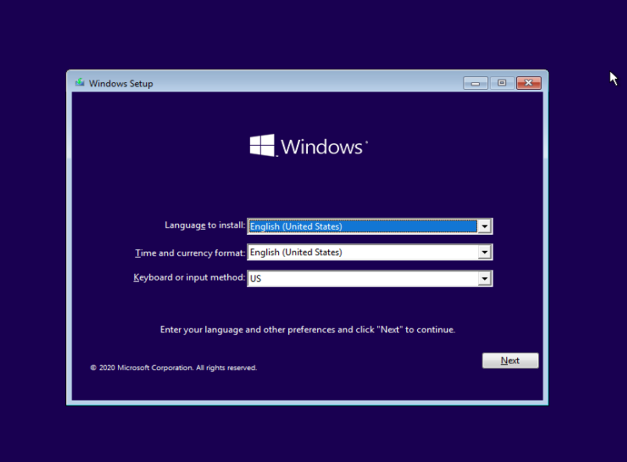 Windows Setup
Windows
Language to install: English (United States)
Time and currency format: English (United States)
Keyboard or input method: US
Enter your language and other preferences and click "Next" to continue.
Next
© 2020 Microsoft Corporation. All rights reserved.